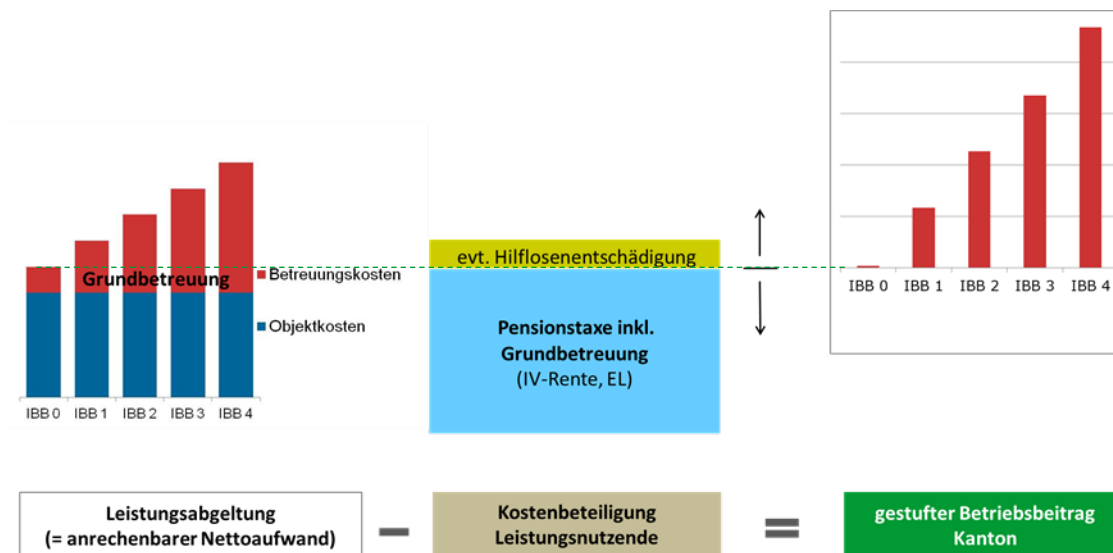 Grundbetreuung
Betreuungskosten
Objektkosten
IBB 0 IBB 1 IBB 2 IBB 3 IBB 4
evt. Hilflosenentschädigung
Pensionstaxe inkl.
Grundbetreuung
(IV-Rente, EL)
IBB 0 IBB 1 IBB 2 IBB 3 IBB 4
Leistungsabgeltung
(= anrechenbarer Nettoaufwand)
–
Kostenbeteiligung
Leistungsnutzende
=
gestufter Betriebsbeitrag
Kanton